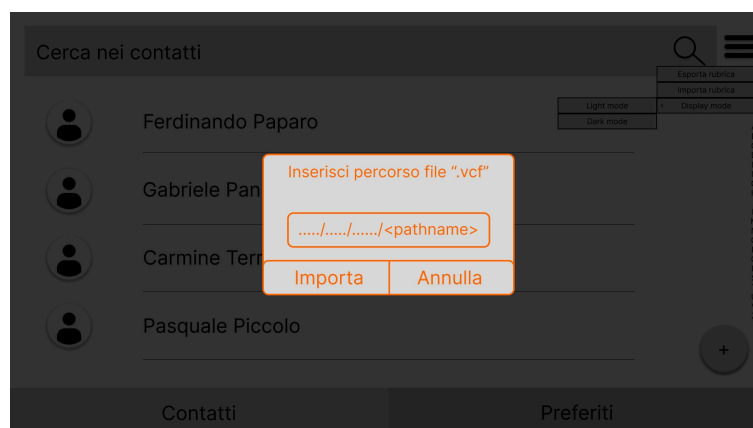 Cerca nei contatti
Esporta rubrica
Importa rubrica
Light mode
Display mode
Dark mode
Ferdinando Paparo
Inserisci percorso file “.vcf”
Gabriele Pan
...../...../....../<pathname>
Carmine Terr
Importa
Annulla
Pasquale Piccolo
+
Contatti
Preferiti